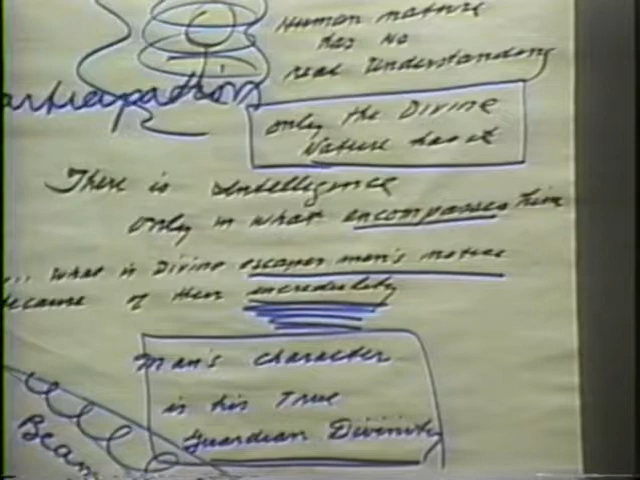 Human nature
has no
real Understanding
articipation
only the Divine
Nature has it
There is intelligence
only in what encompasses him
... what is Divine escapes men's notice
because of their incredulity
Man's character
is his True
Guardian Divinity
Beam